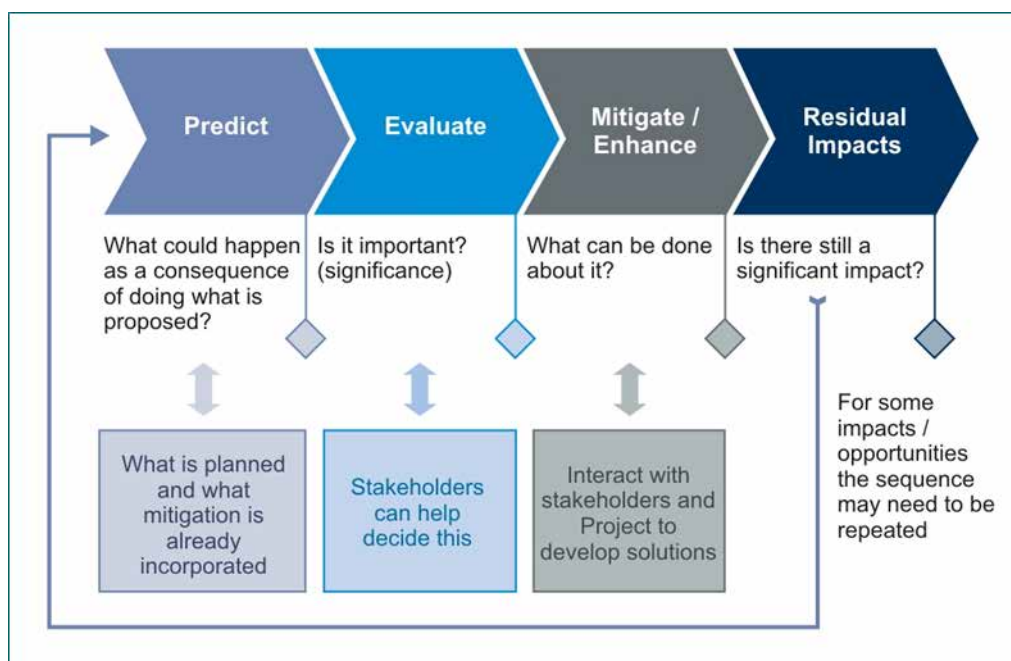 Predict
Evaluate
Mitigate /
Enhance
Residual
Impacts
What could happen
as a consequence
of doing what is
proposed?
Is it important?
(significance)
What can be done
about it?
Is there still a
significant impact?
What is planned
and what
mitigation is
already
incorporated
Stakeholders
can help
decide this
Interact with
stakeholders and
Project to
develop solutions
For some
impacts /
opportunities
the sequence
may need to be
repeated